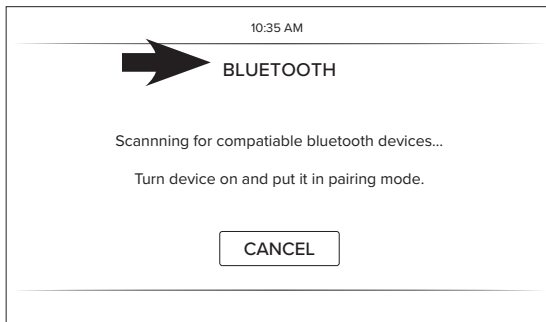 10:35 AM
BLUETOOTH
Scannning for compatiable bluetooth devices...
Turn device on and put it in pairing mode.
CANCEL